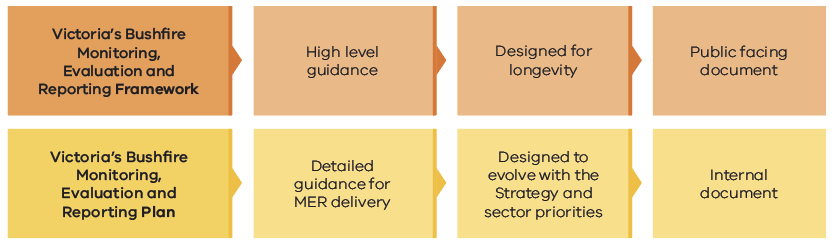 Victoria's Bushfire
Monitoring,
Evaluation and
Reporting Framework
High level
guidance
Designed for
longevity
Public facing
document
Victoria's Bushfire
Monitoring,
Evaluation and
Reporting Plan
Detailed
guidance for
MER delivery
Designed to
evolve with the
Strategy and
sector priorities
Internal
document